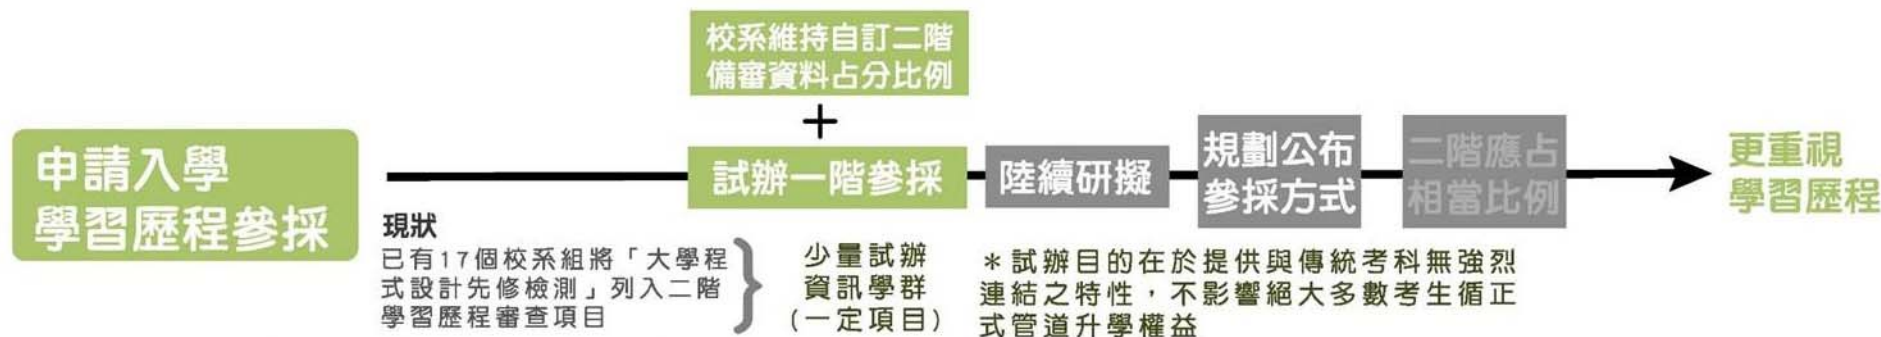 申請入學
學習歷程參採
現狀
已有17個校系組將「大學程
式設計先修檢測」列入二階
學習歷程審查項目
校系維持自訂二階
備審資料占分比例
+
試辦一階參採
少量試辦
資訊學群
(一定項目)
陸續研擬
規劃公布
參採方式
二階應占
相當比例
*試辦目的在於提供與傳統考科無強烈
連結之特性,不影響絕大多數考生循正
式管道升學權益
更重視
學習歷程